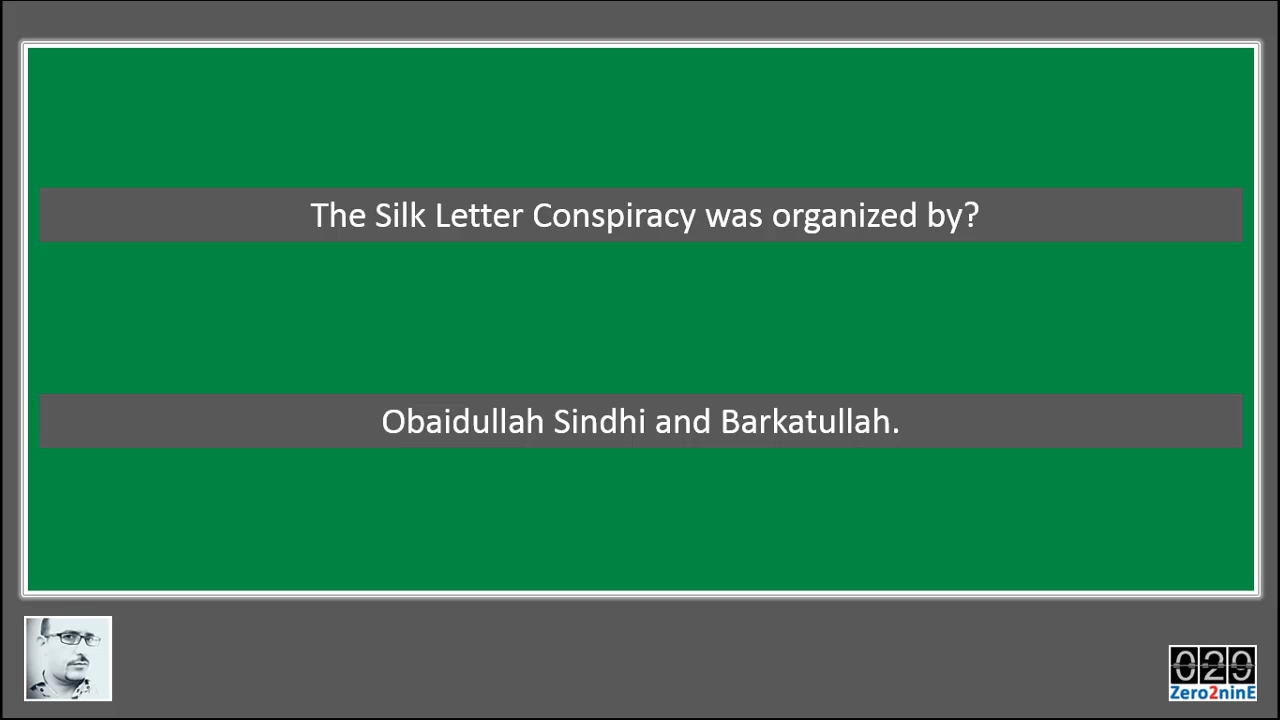 The Silk Letter Conspiracy was organized by?
Obaidullah Sindhi and Barkatullah.
029
Zero2ninE